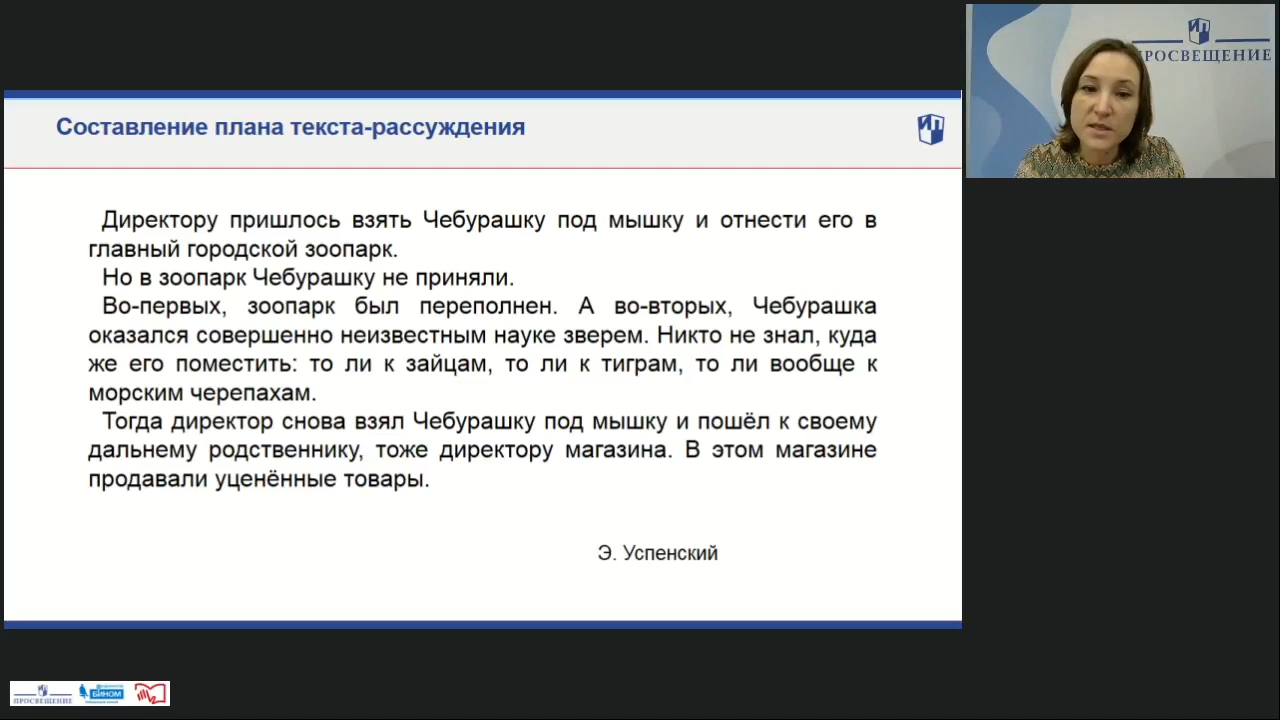 Составление плана текста-рассуждения
ИП
ПРОСВЕЩЕНИЕ
Директору пришлось взять Чебурашку под мышку и отнести его в
главный городской зоопарк.
Но в зоопарк Чебурашку не приняли.
Во-первых, зоопарк был переполнен. А во-вторых, Чебурашка
оказался совершенно неизвестным науке зверем. Никто не знал, куда
же его поместить: то ли к зайцам, то ли к тиграм, то ли вообще к
морским черепахам.
Тогда директор снова взял Чебурашку под мышку и пошёл к своему
дальнему родственнику, тоже директору магазина. В этом магазине
продавали уценённые товары.
Э. Успенский
ПРОСВЕЩЕНИЕ
БИНОМ